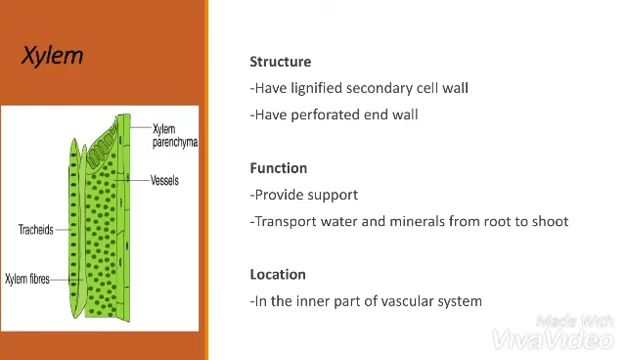 Xylem
Xylem
parenchyma
Vessels
Tracheids
Xylem fibres
Structure
-Have lignified secondary cell wall
-Have perforated end wall
Function
-Provide support
-Transport water and minerals from root to shoot
Location
-In the inner part of vascular system
Made With
VivaVideo